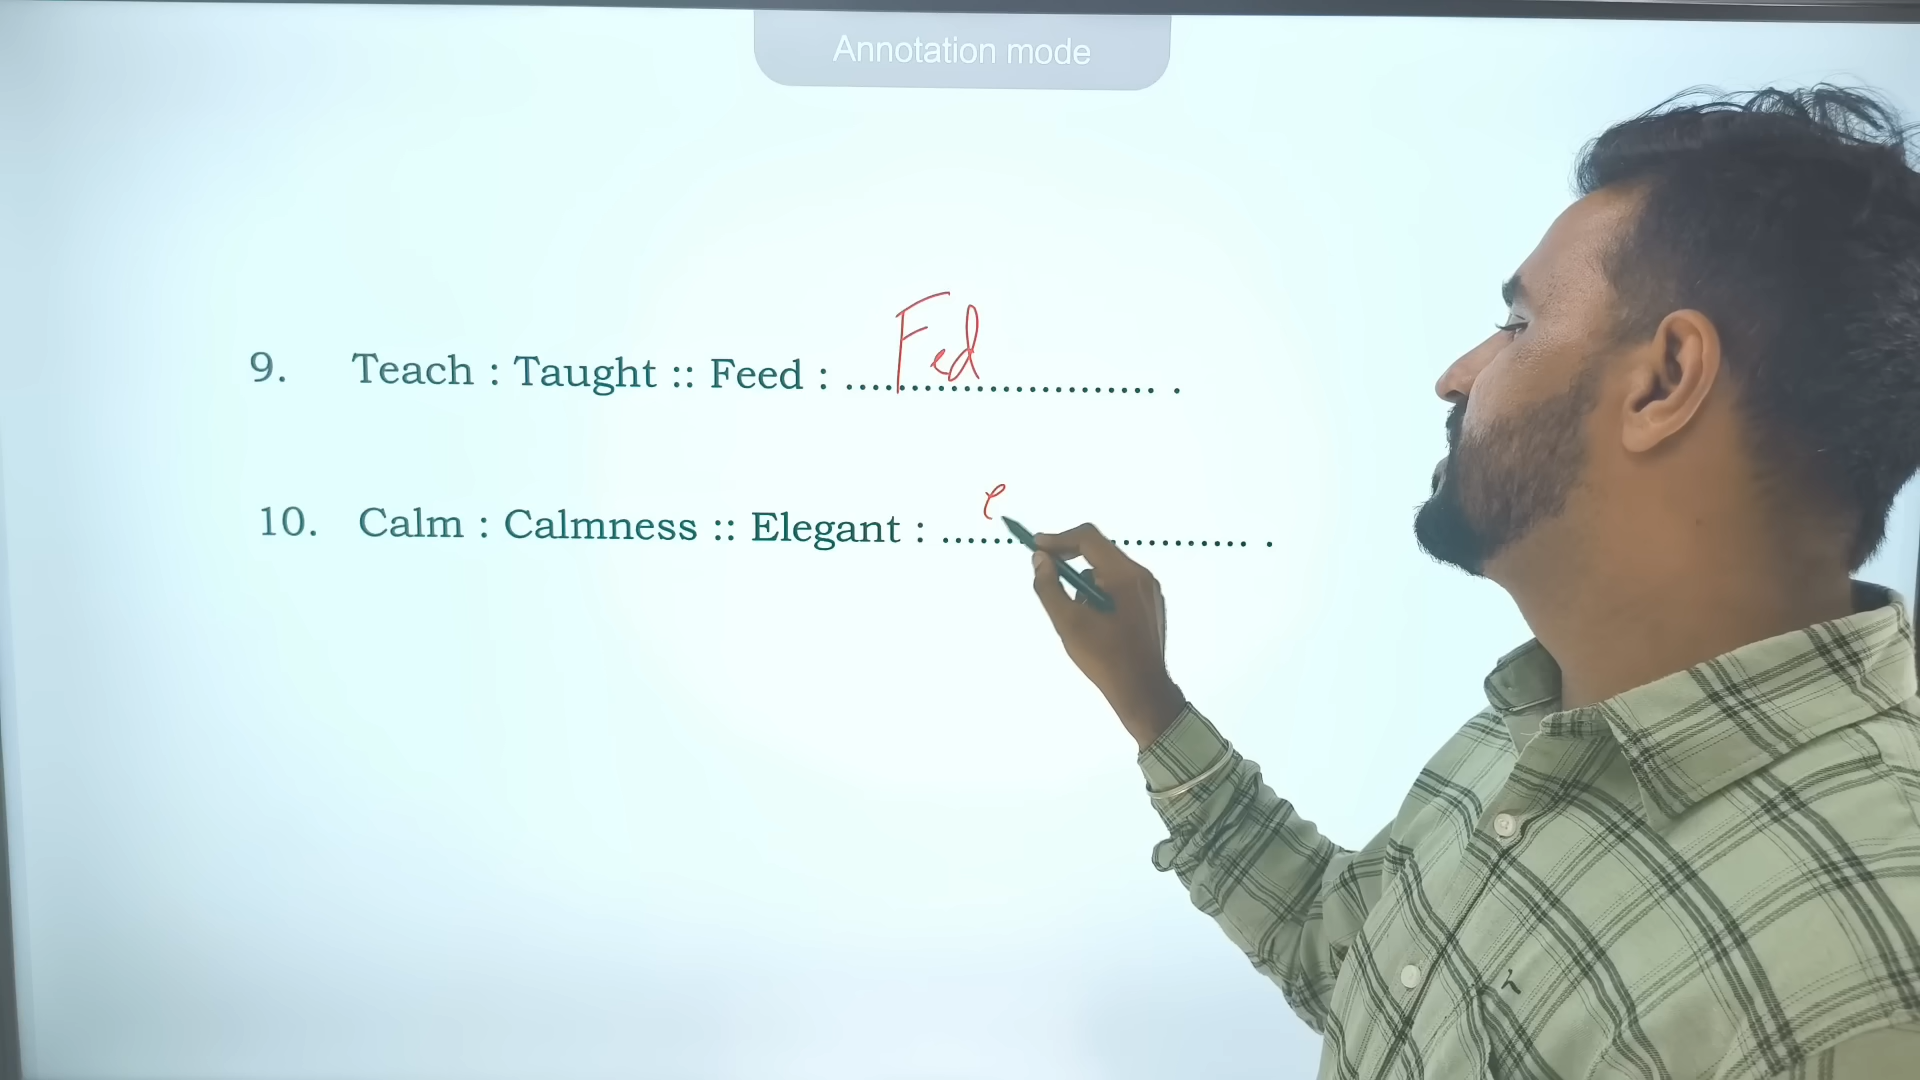 Annotation mode
9. Teach : Taught :: Feed : Fed ........................ .
10. Calm : Calmness :: Elegant : e ........................ .